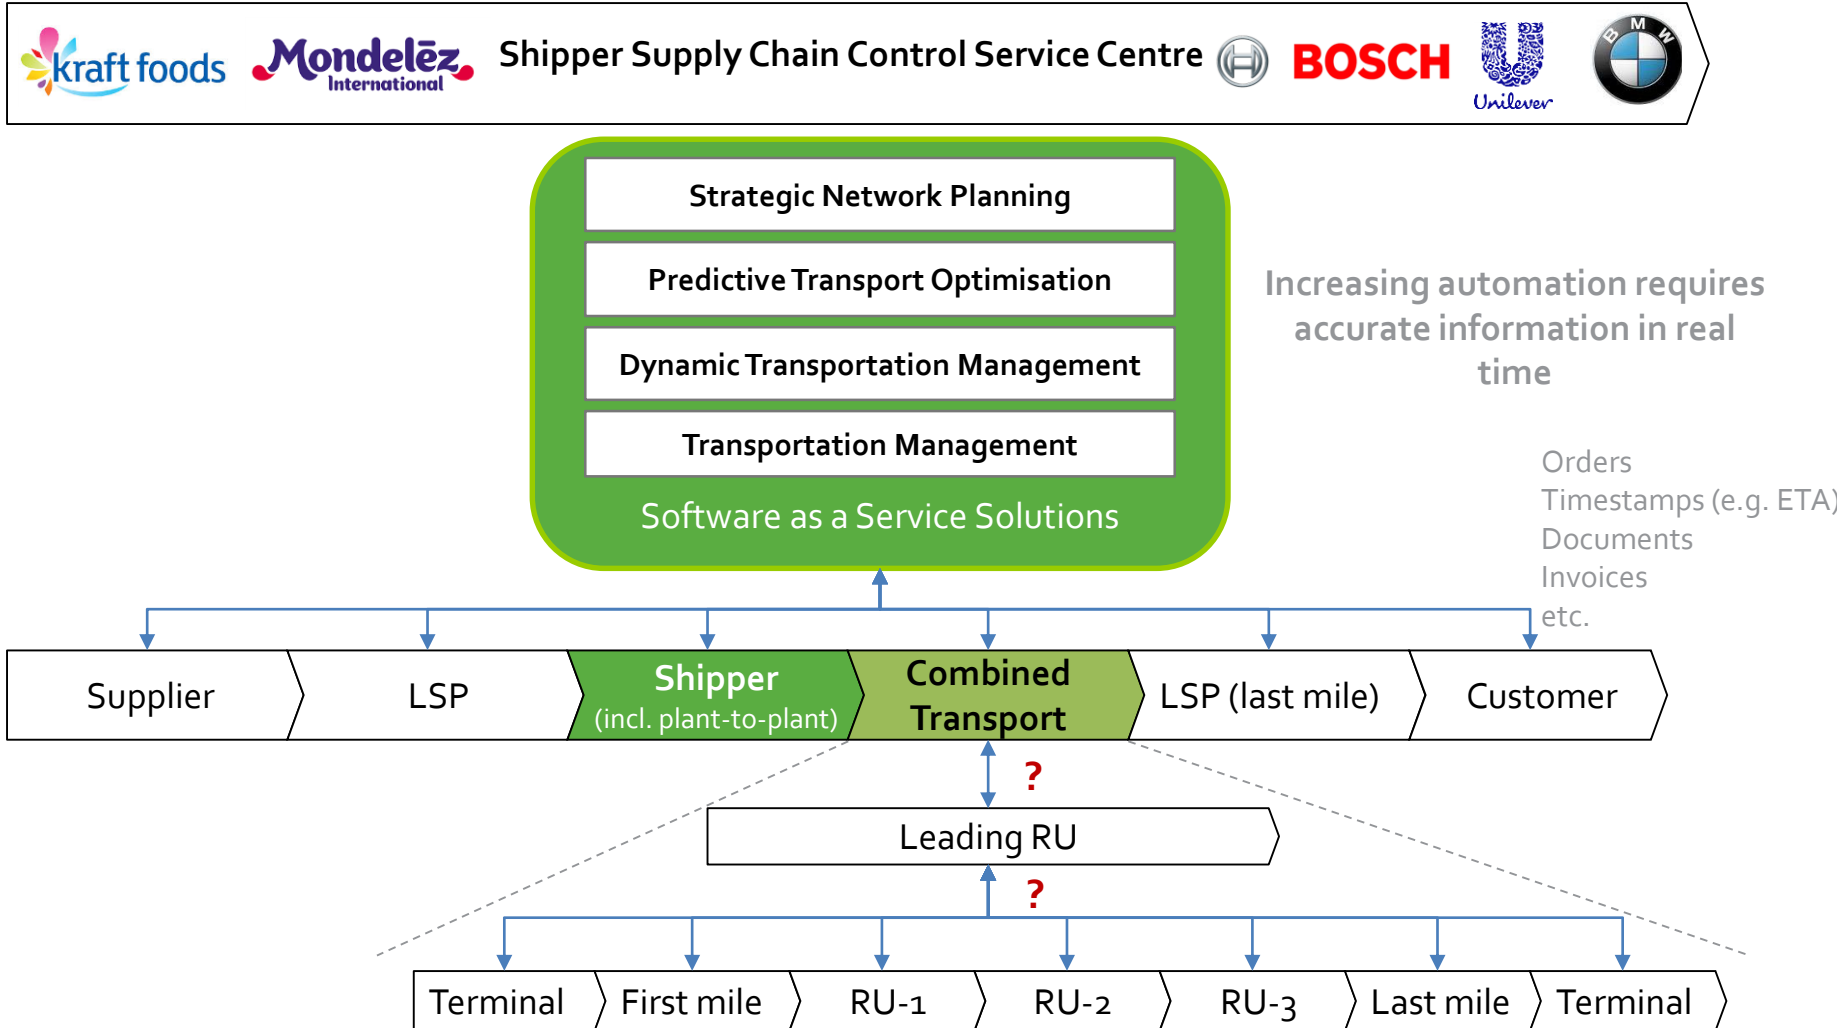 kraft foods
Mondelēz
International
Shipper Supply Chain Control Service Centre
BOSCH
Unilever
BMW
Strategic Network Planning
Predictive Transport Optimisation
Dynamic Transportation Management
Transportation Management
Software as a Service Solutions
Increasing automation requires
accurate information in real
time
Orders
Timestamps (e.g. ETA)
Documents
Invoices
etc.
Supplier
LSP
Shipper
(incl. plant-to-plant)
Combined
Transport
LSP (last mile)
Customer
?
Leading RU
?
Terminal
First mile
RU-1
RU-2
RU-3
Last mile
Terminal